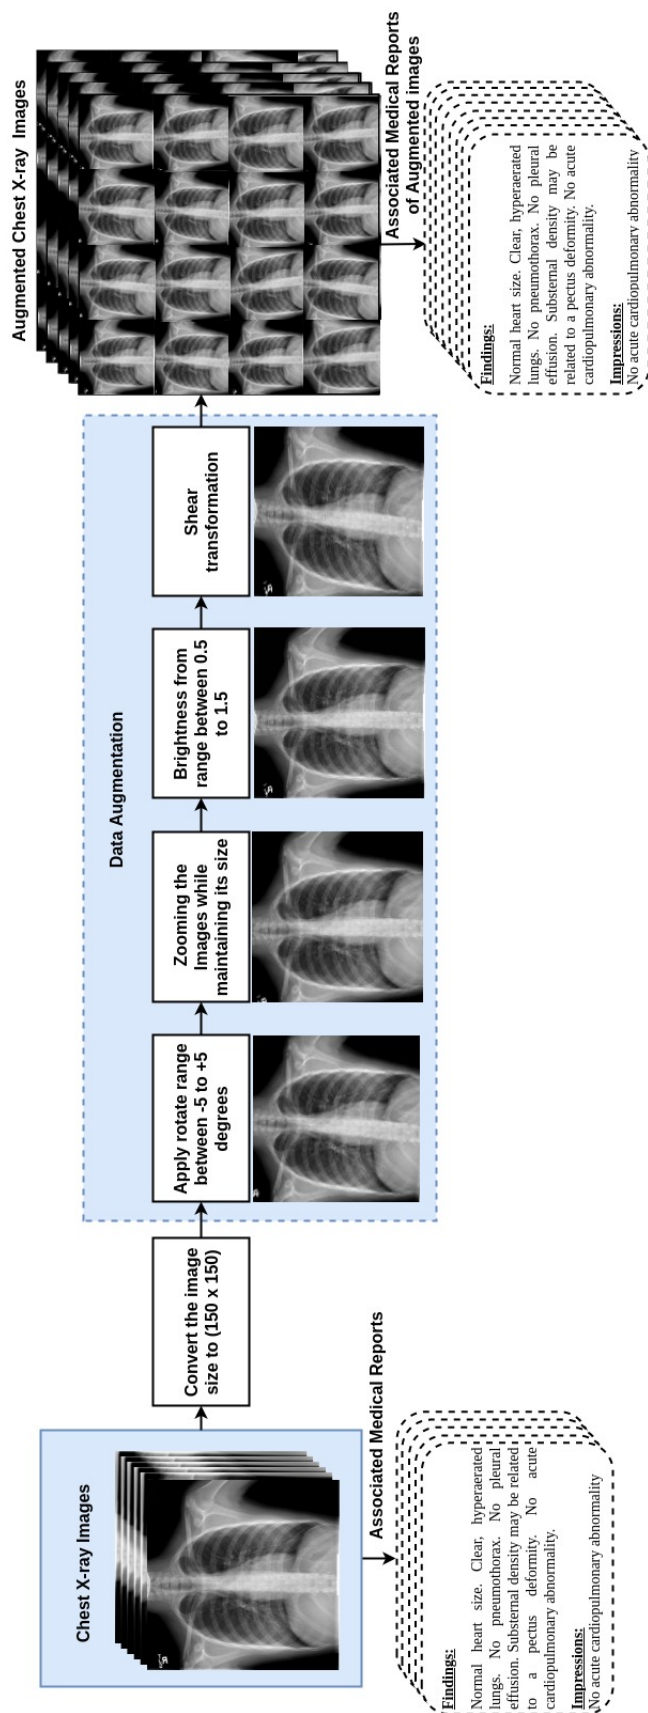 Chest X-ray Images
Associated Medical Reports
Findings:
Normal heart size. Clear, hyperaerated
lungs. No pneumothorax. No pleural
effusion. Substernal density may be related
to a pectus deformity. No acute
cardiopulmonary abnormality.
Impressions:
No acute cardiopulmonary abnormality
Convert the image
size to (150 x 150)
Data Augmentation
Apply rotate range
between -5 to +5
degrees
Zooming the
Images while
maintaining its size
Brightness from
range between 0.5
to 1.5
Shear
transformation
Augmented Chest X-ray Images
Associated Medical Reports
of Augmented images
Findings:
Normal heart size. Clear, hyperaerated
lungs. No pneumothorax. No pleural
effusion. Substernal density may be
related to a pectus deformity. No acute
cardiopulmonary abnormality.
Impressions:
No acute cardiopulmonary abnormality